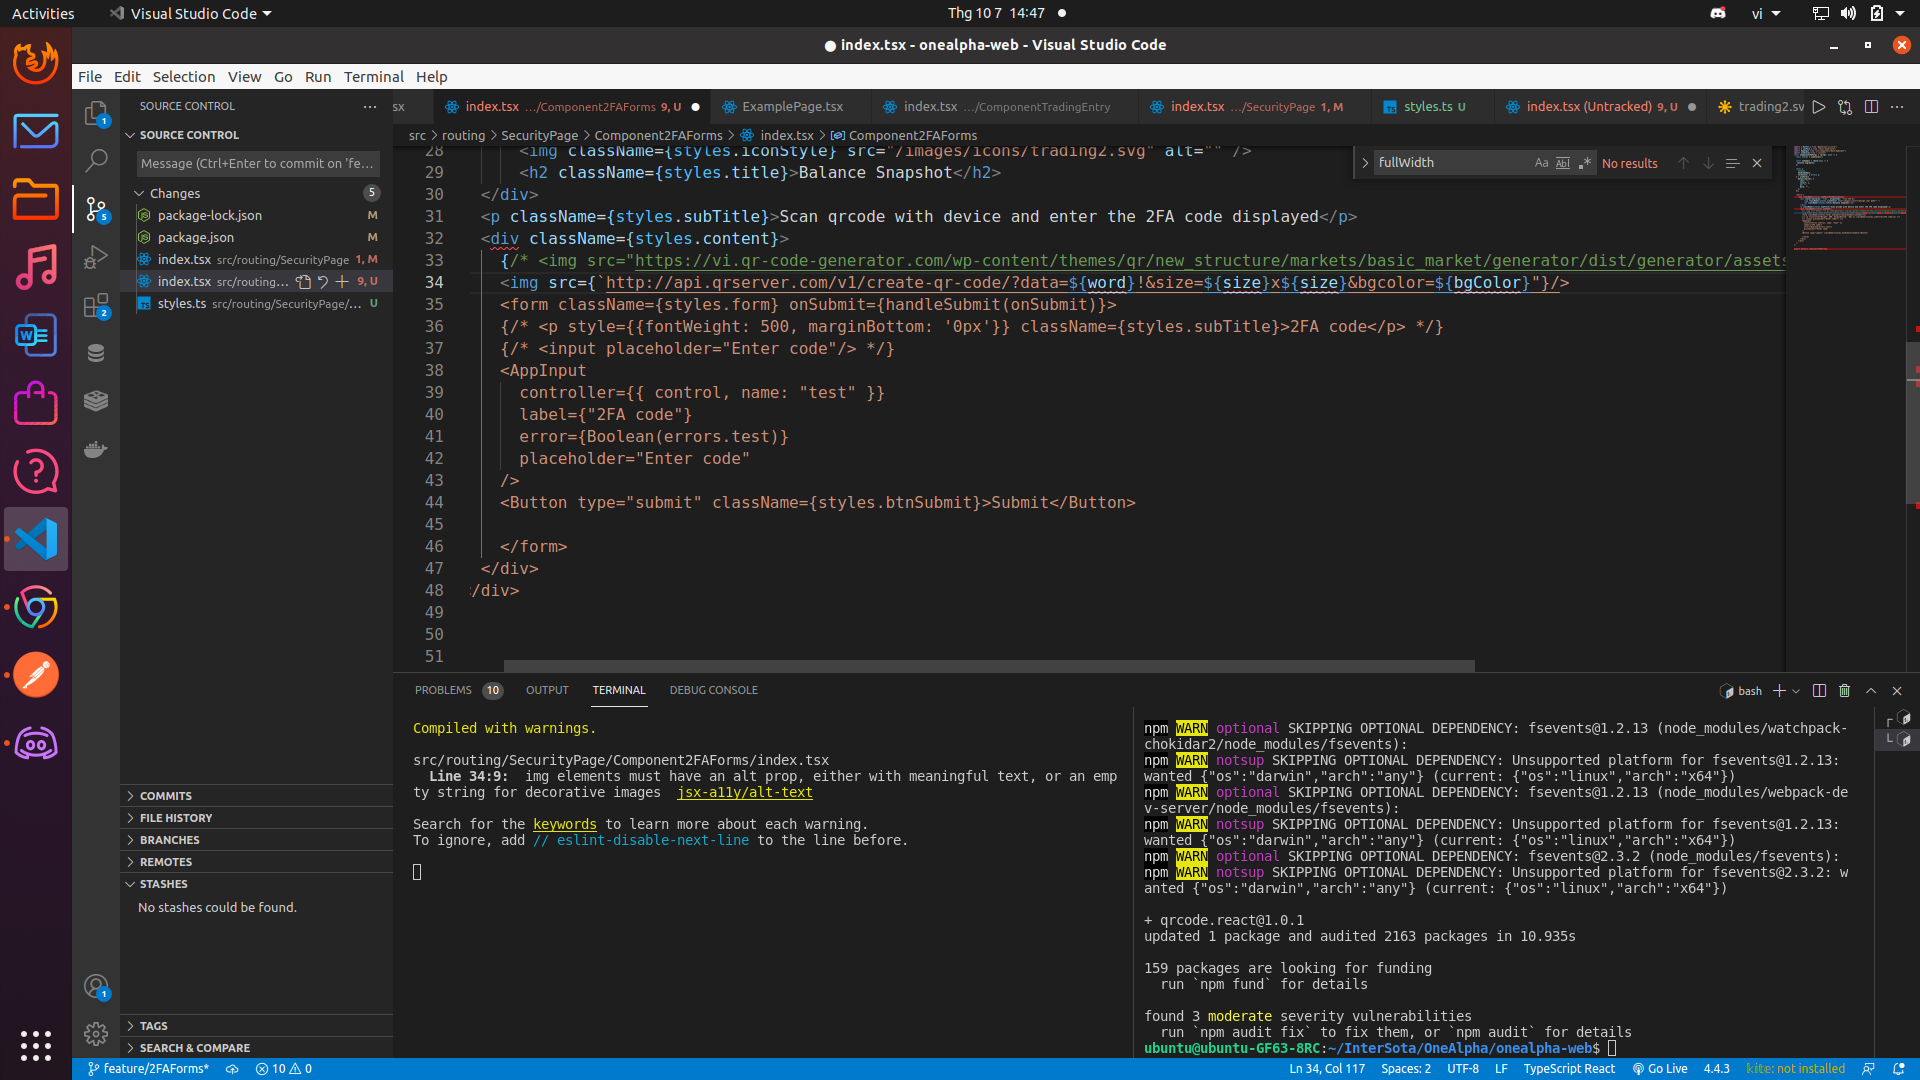 Activities
Visual Studio Code
Thg 10 7 14:47
vi
index.tsx - onealpha-web - Visual Studio Code
File Edit Selection View Go Run Terminal Help
SOURCE CONTROL
SOURCE CONTROL
Message (Ctrl+Enter to commit on 'fe...
Changes 5
package-lock.json M
package.json M
index.tsx src/routing/SecurityPage 1, M
index.tsx src/routing... 9, U
styles.ts src/routing/SecurityPage/... U
COMMITS
FILE HISTORY
BRANCHES
REMOTES
STASHES
No stashes could be found.
TAGS
SEARCH & COMPARE
1
5
2
1
sx
index.tsx .../Component2FAForms 9, U
ExamplePage.tsx
index.tsx .../ComponentTradingEntry
index.tsx .../SecurityPage 1, M
styles.ts U
index.tsx (Untracked) 9, U
trading2.sv
src > routing > SecurityPage > Component2FAForms > index.tsx > Component2FAForms
fullWidth
Aa Abl .* No results
28 <img className={styles.iconStyle} src="/images/icons/trading2.svg" alt="" />
29 <h2 className={styles.title}>Balance Snapshot</h2>
30 </div>
31 <p className={styles.subTitle}>Scan qrcode with device and enter the 2FA code displayed</p>
32 <div className={styles.content}>
33 {/* <img src="https://vi.qr-code-generator.com/wp-content/themes/qr/new_structure/markets/basic_market/generator/dist/generator/assets
34 <img src={`http://api.qrserver.com/v1/create-qr-code/?data=${word}!&size=${size}x${size}&bgcolor=${bgColor}"}/>
35 <form className={styles.form} onSubmit={handleSubmit(onSubmit)}>
36 {/* <p style={{fontWeight: 500, marginBottom: '0px'}} className={styles.subTitle}>2FA code</p> */}
37 {/* <input placeholder="Enter code"/> */}
38 <AppInput
39 controller={{ control, name: "test" }}
40 label={"2FA code"}
41 error={Boolean(errors.test)}
42 placeholder="Enter code"
43 />
44 <Button type="submit" className={styles.btnSubmit}>Submit</Button>
45
46 </form>
47 </div>
48 /div>
49
50
51
PROBLEMS 10 OUTPUT TERMINAL DEBUG CONSOLE
bash
Compiled with warnings.
src/routing/SecurityPage/Component2FAForms/index.tsx
Line 34:9: img elements must have an alt prop, either with meaningful text, or an emp
ty string for decorative images jsx-a11y/alt-text
Search for the keywords to learn more about each warning.
To ignore, add // eslint-disable-next-line to the line before.
npm WARN optional SKIPPING OPTIONAL DEPENDENCY: fsevents@1.2.13 (node_modules/watchpack-
chokidar2/node_modules/fsevents):
npm WARN notsup SKIPPING OPTIONAL DEPENDENCY: Unsupported platform for fsevents@1.2.13:
wanted {"os":"darwin","arch":"any"} (current: {"os":"linux","arch":"x64"})
npm WARN optional SKIPPING OPTIONAL DEPENDENCY: fsevents@1.2.13 (node_modules/webpack-de
v-server/node_modules/fsevents):
npm WARN notsup SKIPPING OPTIONAL DEPENDENCY: Unsupported platform for fsevents@1.2.13:
wanted {"os":"darwin","arch":"any"} (current: {"os":"linux","arch":"x64"})
npm WARN optional SKIPPING OPTIONAL DEPENDENCY: fsevents@2.3.2 (node_modules/fsevents):
npm WARN notsup SKIPPING OPTIONAL DEPENDENCY: Unsupported platform for fsevents@2.3.2: w
anted {"os":"darwin","arch":"any"} (current: {"os":"linux","arch":"x64"})
+ qrcode.react@1.0.1
updated 1 package and audited 2163 packages in 10.935s
159 packages are looking for funding
run `npm fund` for details
found 3 moderate severity vulnerabilities
run `npm audit fix` to fix them, or `npm audit` for details
ubuntu@ubuntu-GF63-8RC:~/InterSota/OneAlpha/onealpha-web$
feature/2FAForms*
10 0
Ln 34, Col 117
Spaces: 2
UTF-8
LF
TypeScript React
Go Live
4.4.3
kite: not installed